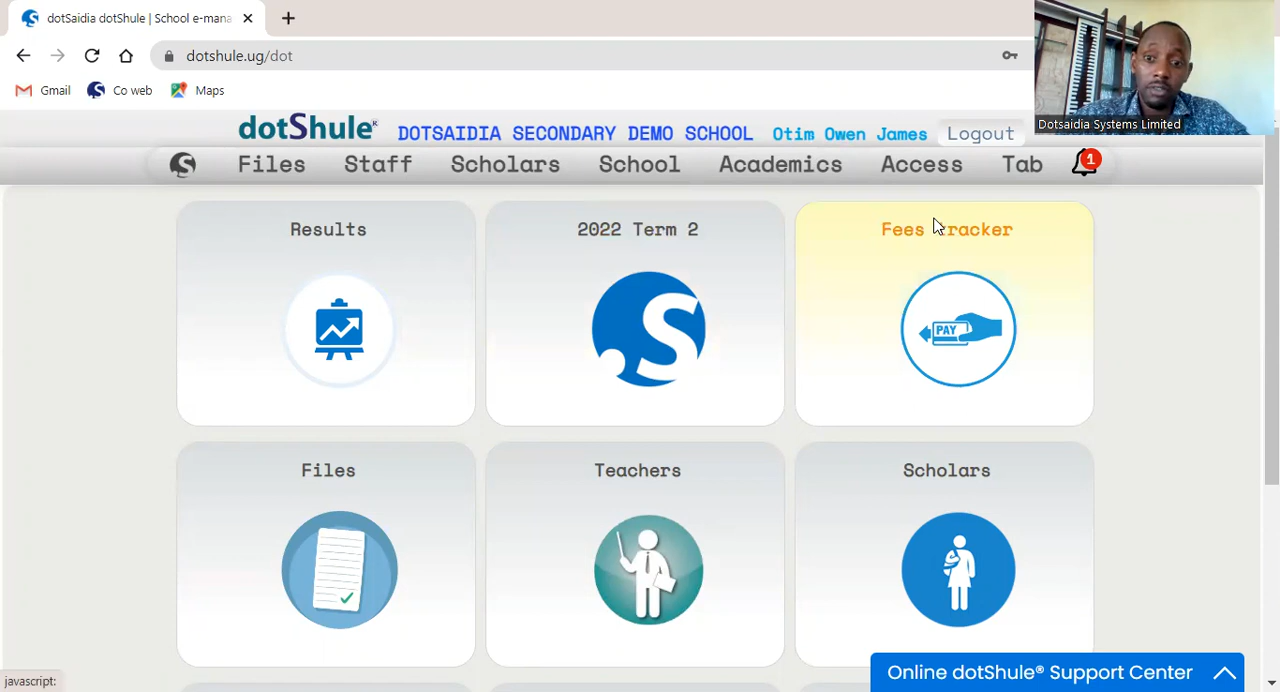 dotSaidia dotShule | School e-mana
dotshule.ug/dot
Gmail
Co web
Maps
Dotsaidia Systems Limited
dotShule
DOTSAIDIA SECONDARY DEMO SCHOOL
Otim Owen James
Logout
Files
Staff
Scholars
School
Academics
Access
Tab
1
Results
2022 Term 2
Fees Tracker
PAY
Files
Teachers
Scholars
Online dotShule® Support Center
javascript: